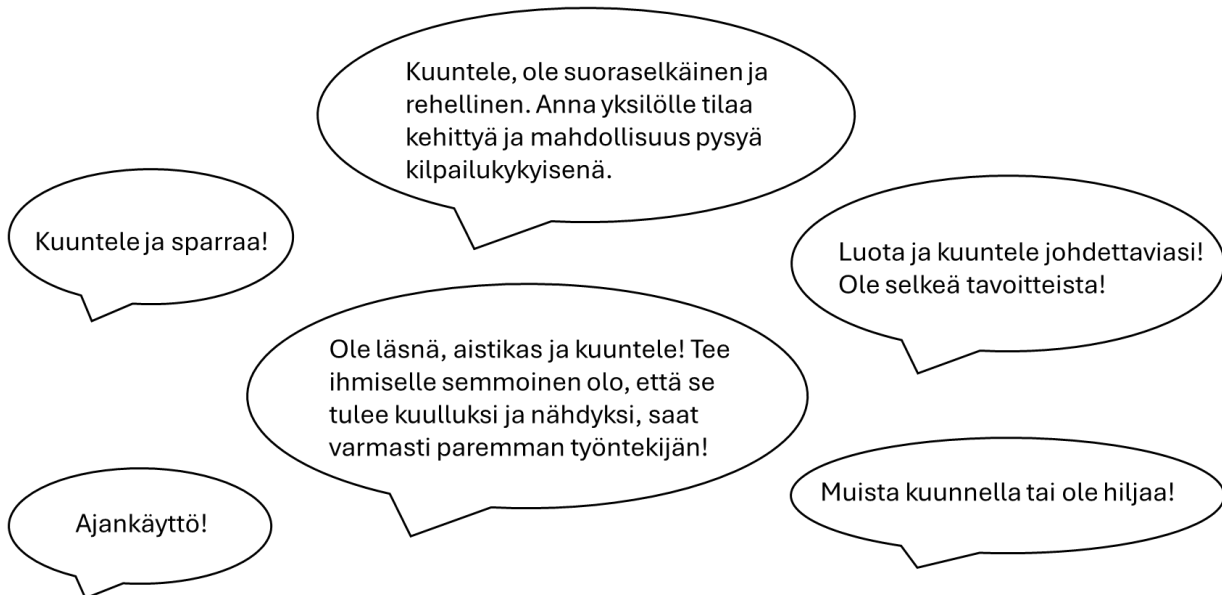 Kuuntele, ole suoraselkäinen ja
rehellinen. Anna yksilölle tilaa
kehittyä ja mahdollisuus pysyä
kilpailukykyisenä.
Kuuntele ja sparraa!
Luota ja kuuntele johdettaviasi!
Ole selkeä tavoitteista!
Ole läsnä, aistikas ja kuuntele! Tee
ihmiselle semmoinen olo, että se
tulee kuulluksi ja nähdyksi, saat
varmasti paremman työntekijän!
Muista kuunnella tai ole hiljaa!
Ajankäyttö!